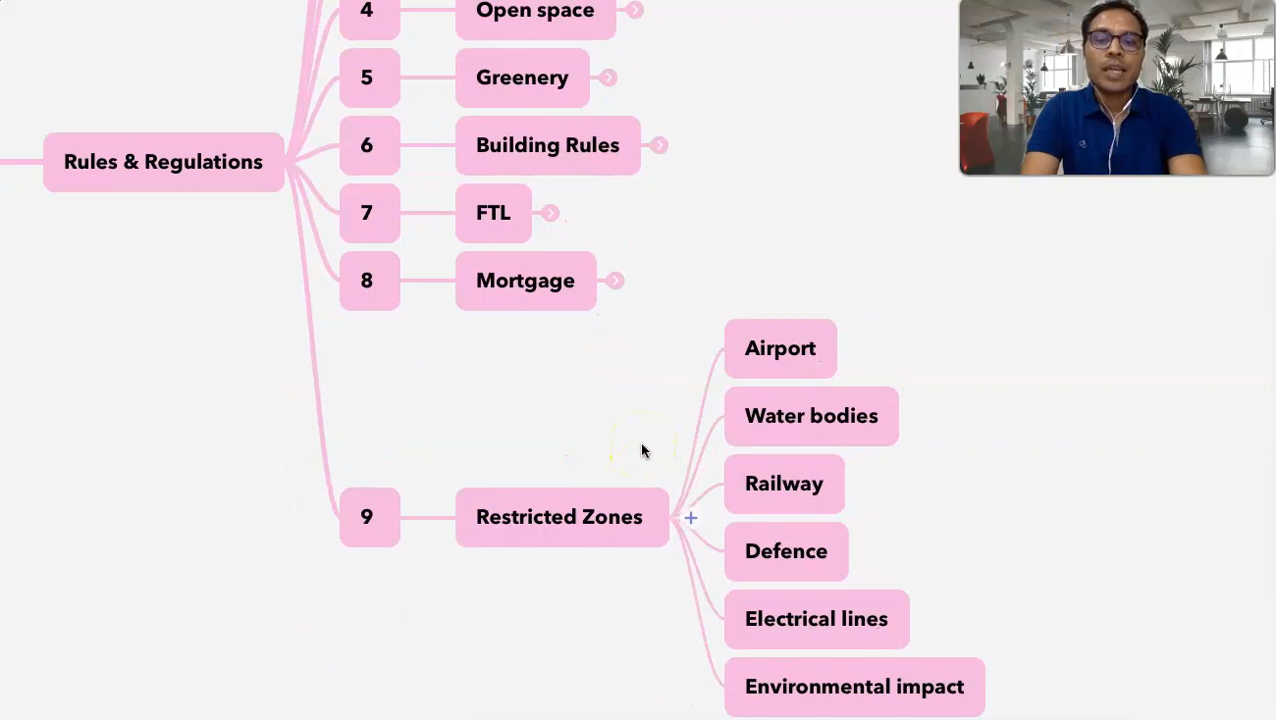 4
Open space
5
Greenery
Rules & Regulations
6
Building Rules
7
FTL
8
Mortgage
9
Restricted Zones
Airport
Water bodies
Railway
Defence
Electrical lines
Environmental impact